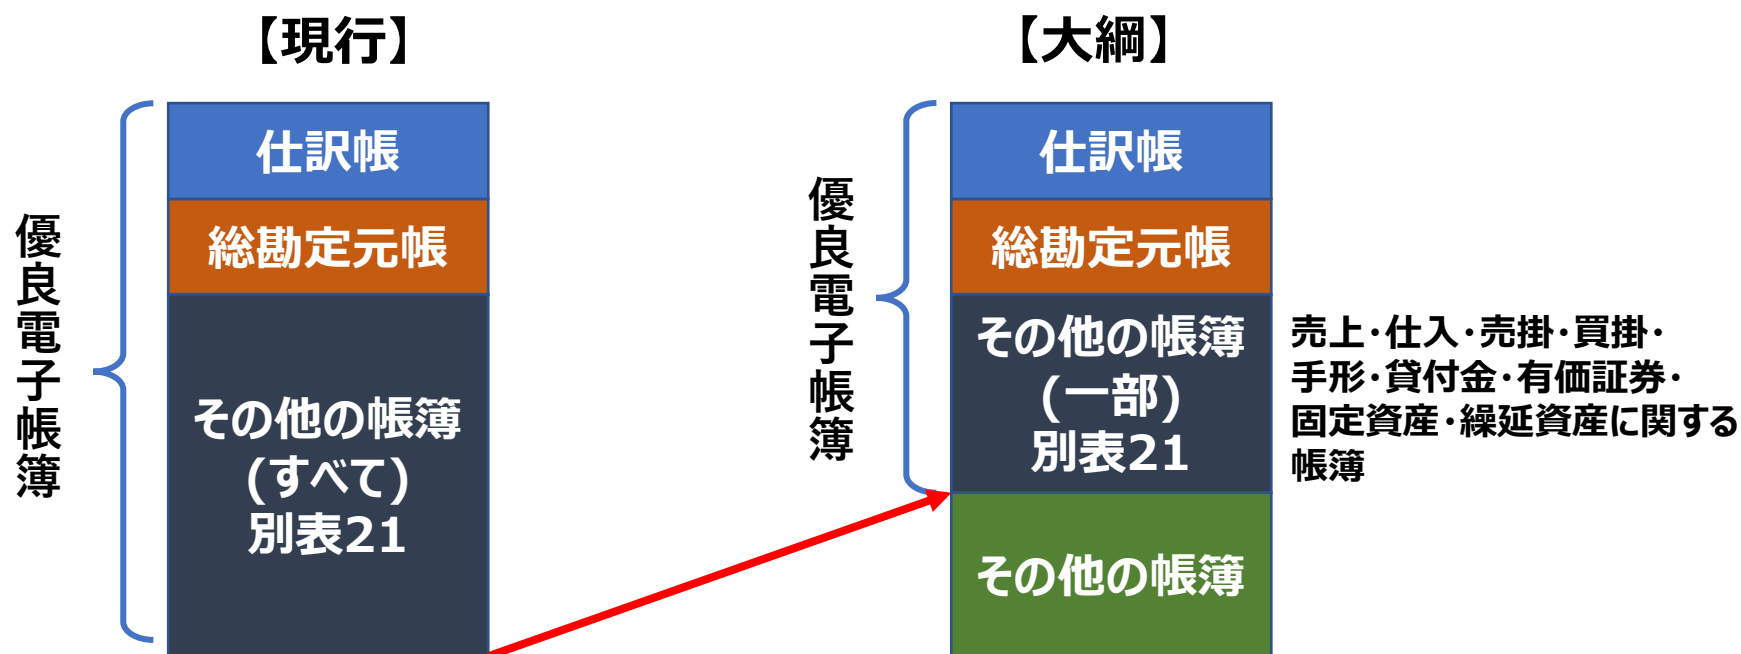 【現行】
優良電子帳簿
仕訳帳
総勘定元帳
その他の帳簿
(すべて)
別表21
【大綱】
優良電子帳簿
仕訳帳
総勘定元帳
その他の帳簿
(一部)
別表21
その他の帳簿
売上・仕入・売掛・買掛・
手形・貸付金・有価証券・
固定資産・繰延資産に関する
帳簿